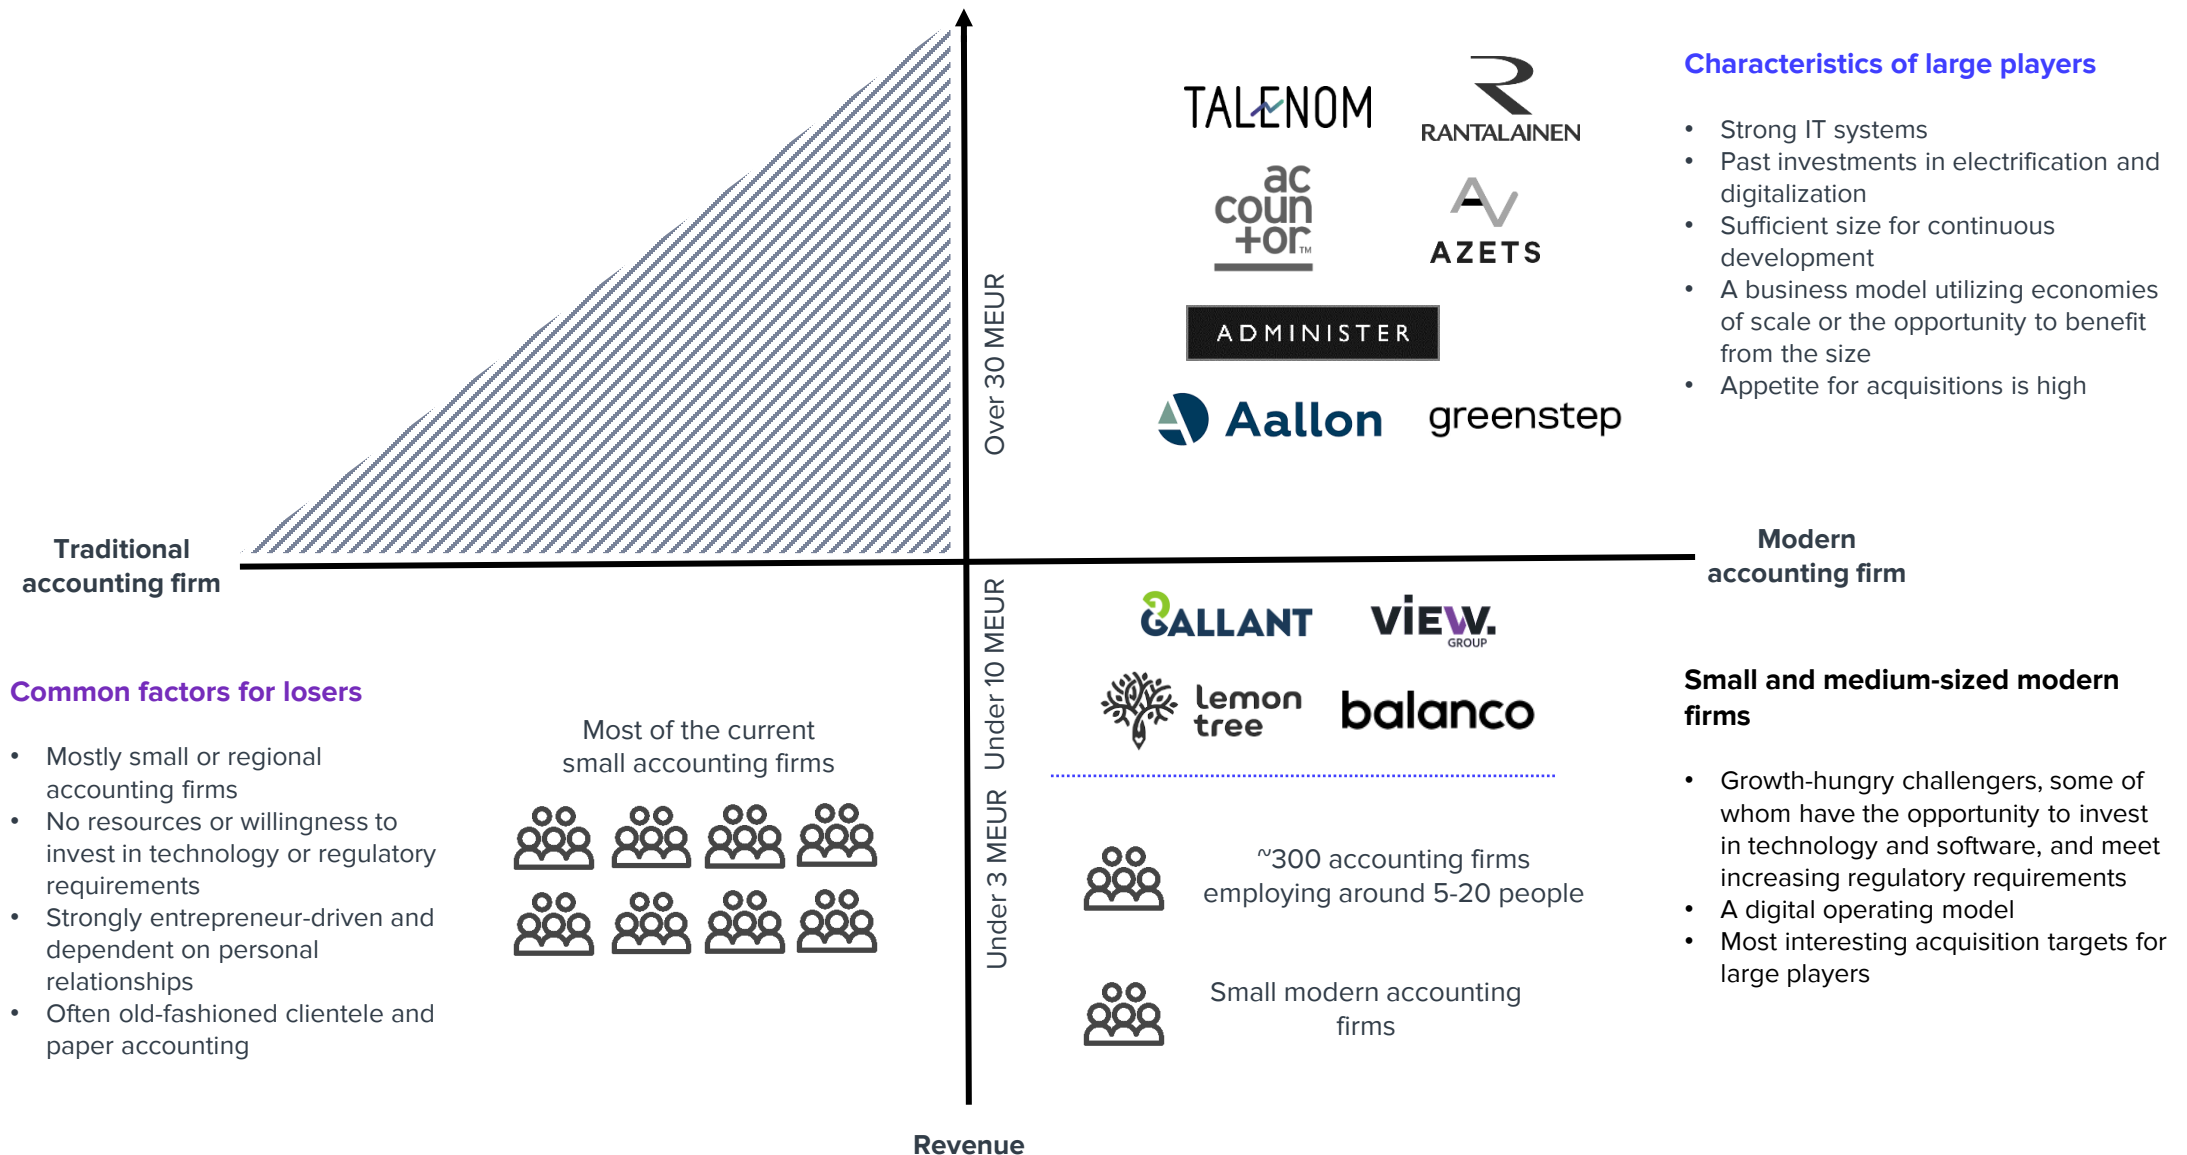 TALENOM
RANTALAINEN
ac
coun
+or™
AZETS
ADMINISTER
Aallon
greenstep
Over 30 MEUR
Characteristics of large players
• Strong IT systems
• Past investments in electrification and
digitalization
• Sufficient size for continuous
development
• A business model utilizing economies
of scale or the opportunity to benefit
from the size
• Appetite for acquisitions is high
Traditional
accounting firm
Modern
accounting firm
Common factors for losers
• Mostly small or regional
accounting firms
• No resources or willingness to
invest in technology or regulatory
requirements
• Strongly entrepreneur-driven and
dependent on personal
relationships
• Often old-fashioned clientele and
paper accounting
Most of the current
small accounting firms
Under 10 MEUR
GALLANT
VIEW.
GROUP
lemon
tree
balanco
Under 3 MEUR
~300 accounting firms
employing around 5-20 people
Small modern accounting
firms
Small and medium-sized modern
firms
• Growth-hungry challengers, some of
whom have the opportunity to invest
in technology and software, and meet
increasing regulatory requirements
• A digital operating model
• Most interesting acquisition targets for
large players
Revenue